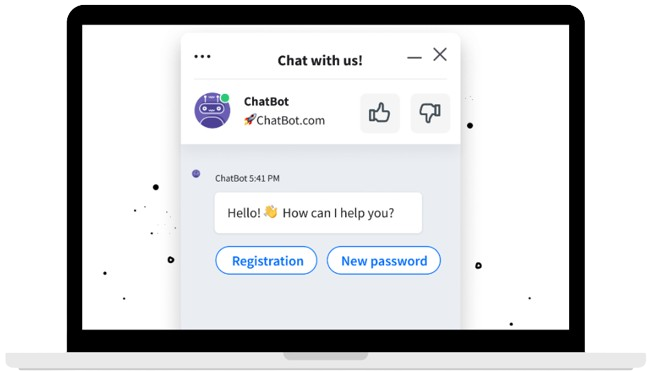 Chat with us!
ChatBot
🚀ChatBot.com
ChatBot 5:41 PM
Hello! 👋 How can I help you?
Registration
New password